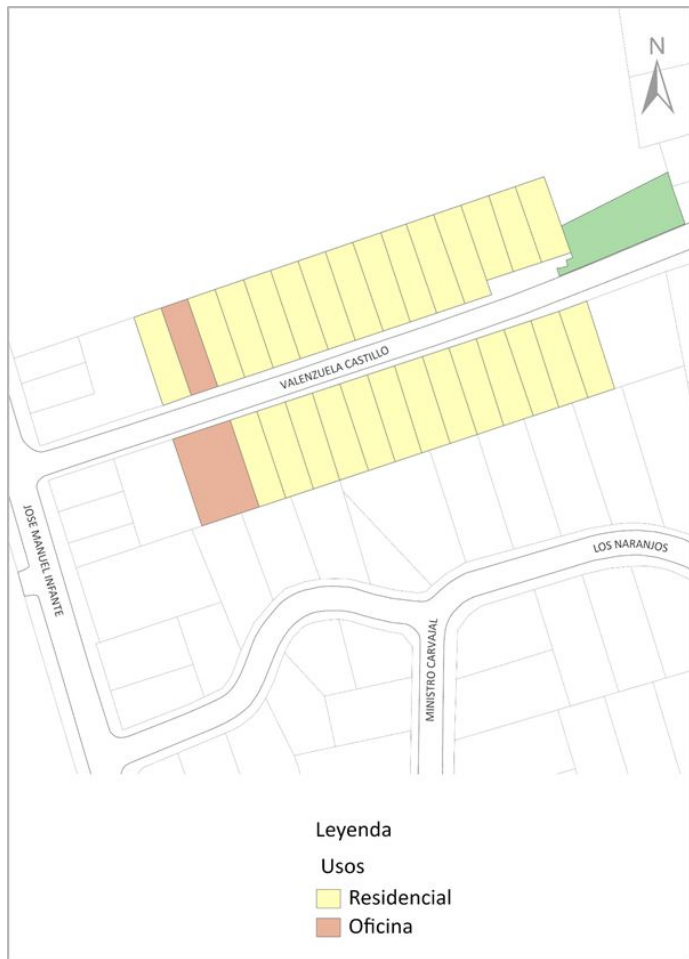 N
VALENZUELA CASTILLO
JOSE MANUEL INFANTE
LOS NARANJOS
MINISTRO CARVAJAL
Leyenda
Usos
Residencial
Oficina